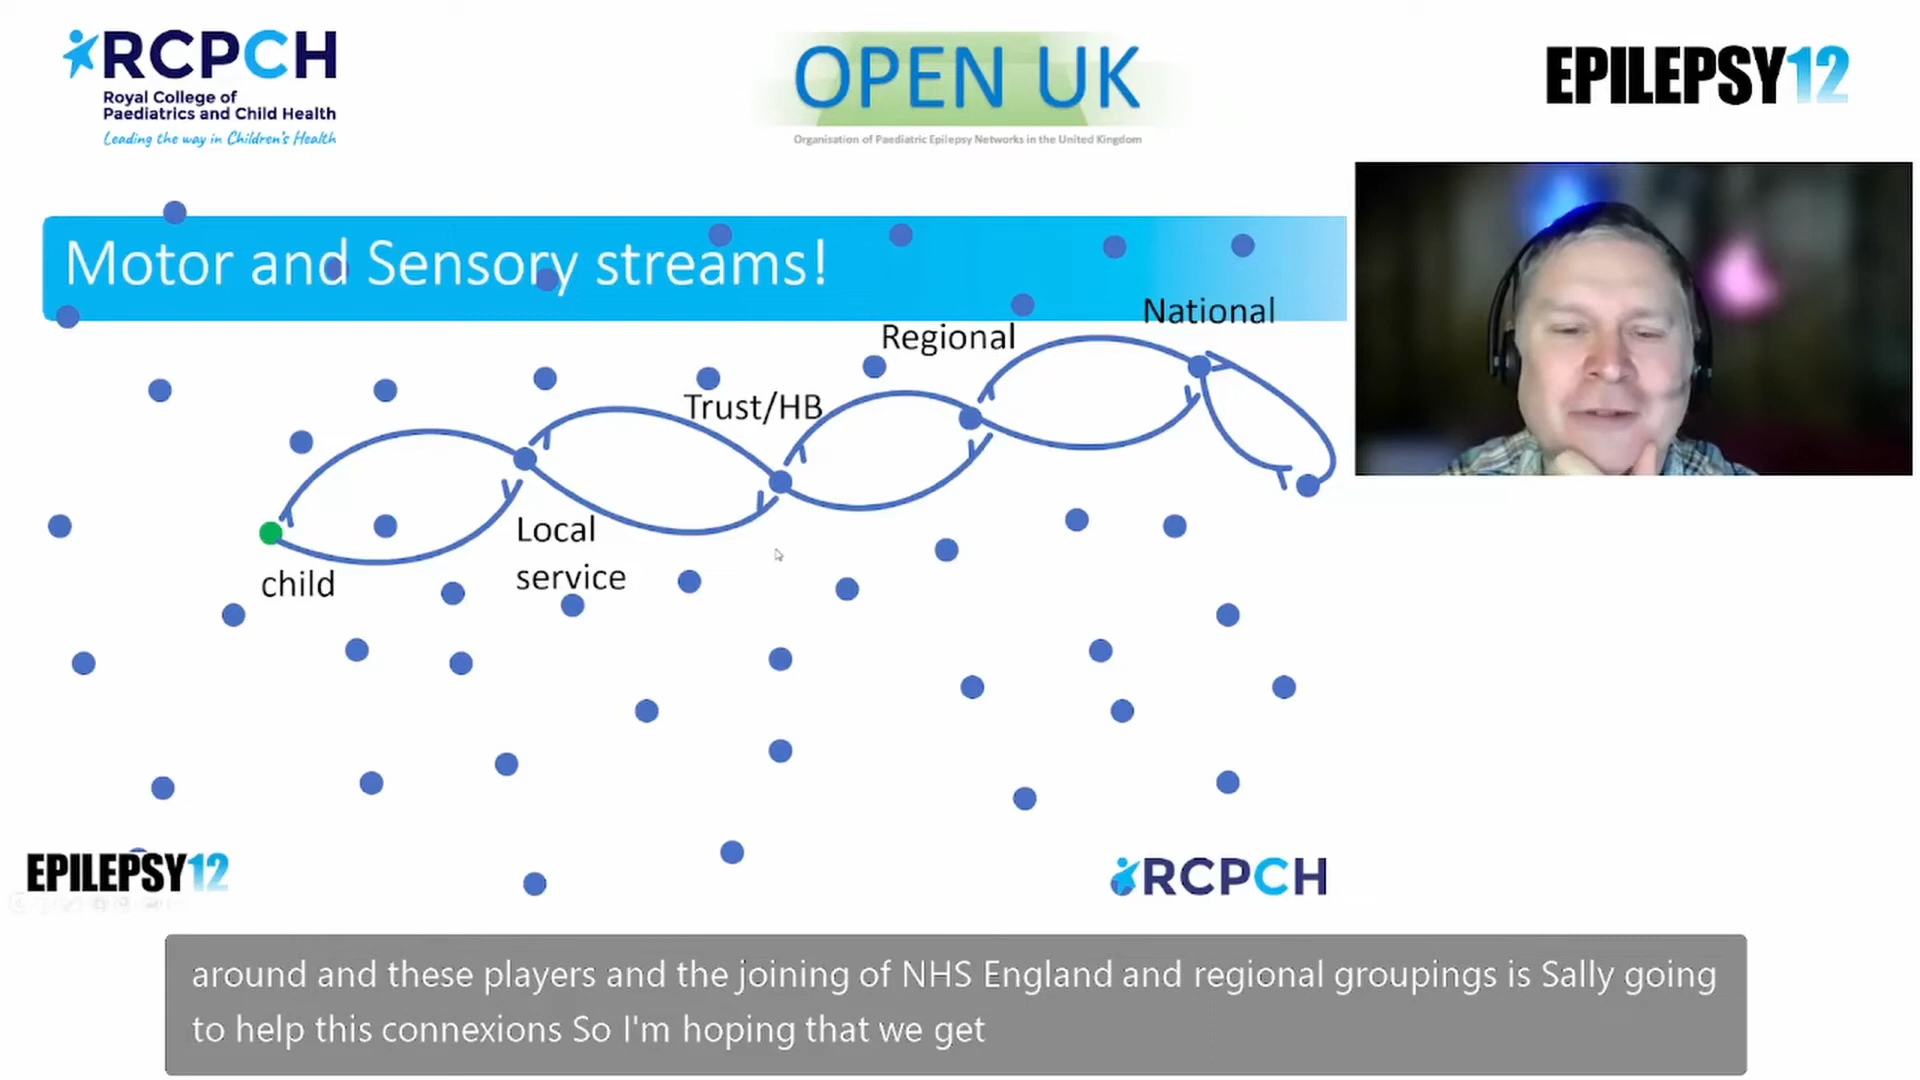 RCPCH
Royal College of
Paediatrics and Child Health
Leading the way in Children's Health
OPEN UK
Organisation of Paediatric Epilepsy Networks in the United Kingdom
EPILEPSY12
Motor and Sensory streams!
National
Regional
Trust/HB
Local
service
child
EPILEPSY12
RCPCH
around and these players and the joining of NHS England and regional groupings is Sally going
to help this connexions So I'm hoping that we get